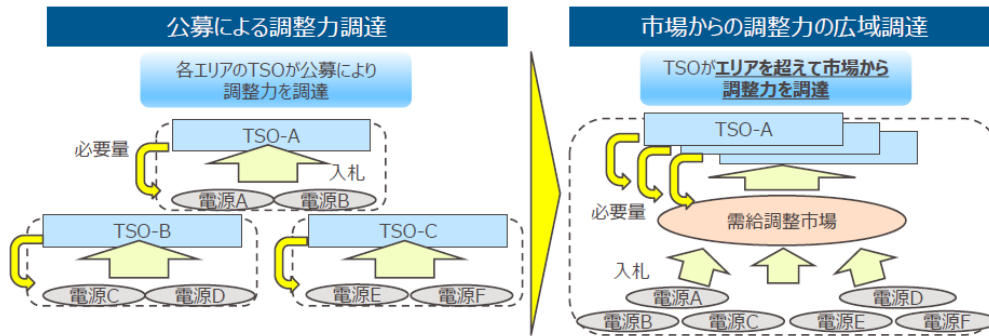 公募による調整力調達
各エリアのTSOが公募により
調整力を調達
TSO-A
必要量
入札
電源A
電源B
TSO-B
TSO-C
電源C
電源D
電源E
電源F
市場からの調整力の広域調達
TSOがエリアを超えて市場から
調整力を調達
TSO-A
必要量
需給調整市場
入札
電源A
電源D
電源B
電源C
電源E
電源F